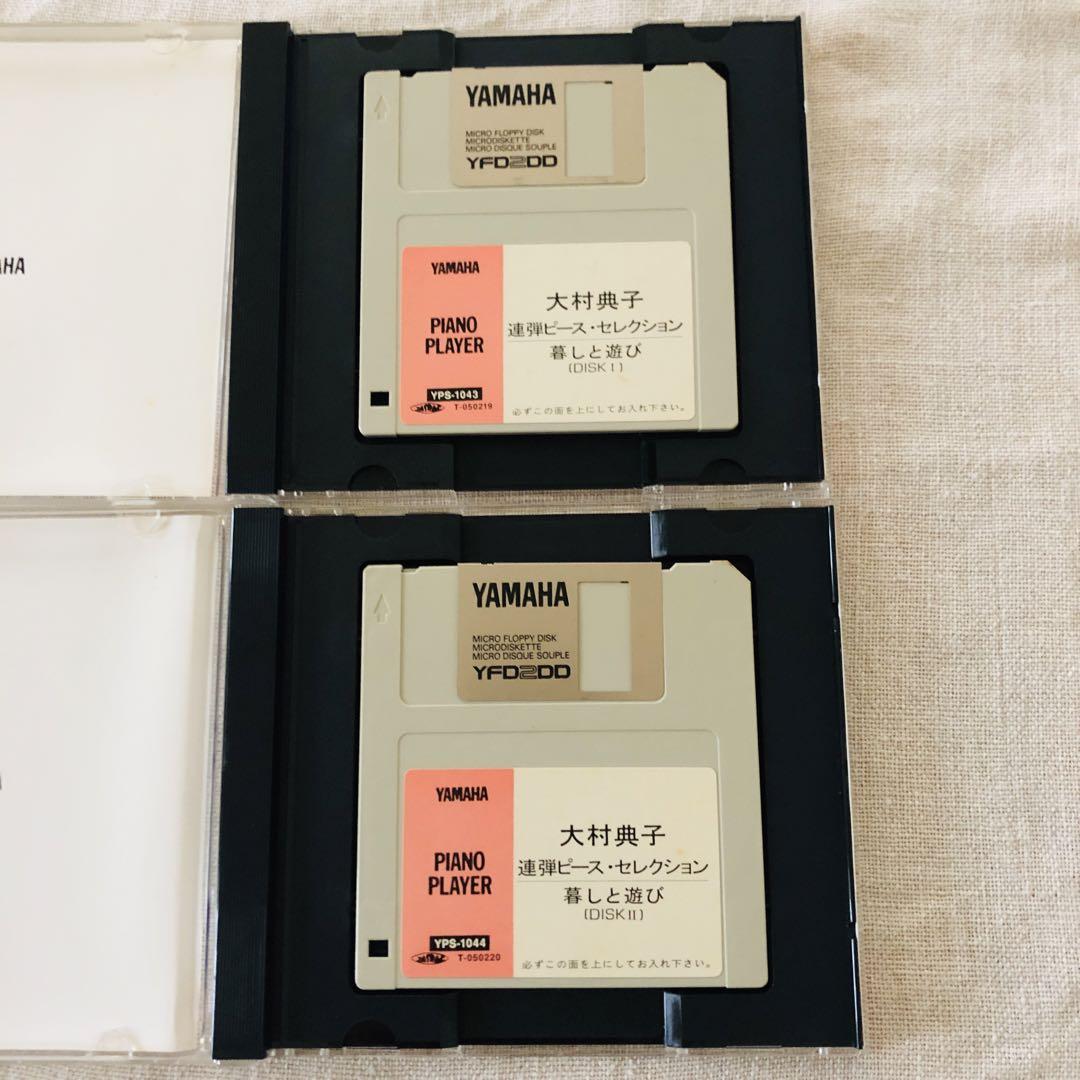 YAMAHA
MICRO FLOPPY DISK
MICRODISKETTE
MICRO DISQUE SOUPLE
YFD2DD
AHA
YAMAHA
PIANO
PLAYER
YPS-1043
T-050219
大村典子
連弾ピース・セレクション
暮しと遊び
(DISK I)
必ずこの面を上にしてお入れ下さい。
YAMAHA
MICRO FLOPPY DISK
MICRODISKETTE
MICRO DISQUE SOUPLE
YFD2DD
YAMAHA
PIANO
PLAYER
YPS-1044
T-050220
大村典子
連弾ピース・セレクション
暮しと遊び
(DISK II)
必ずこの面を上にしてお入れ下さい。